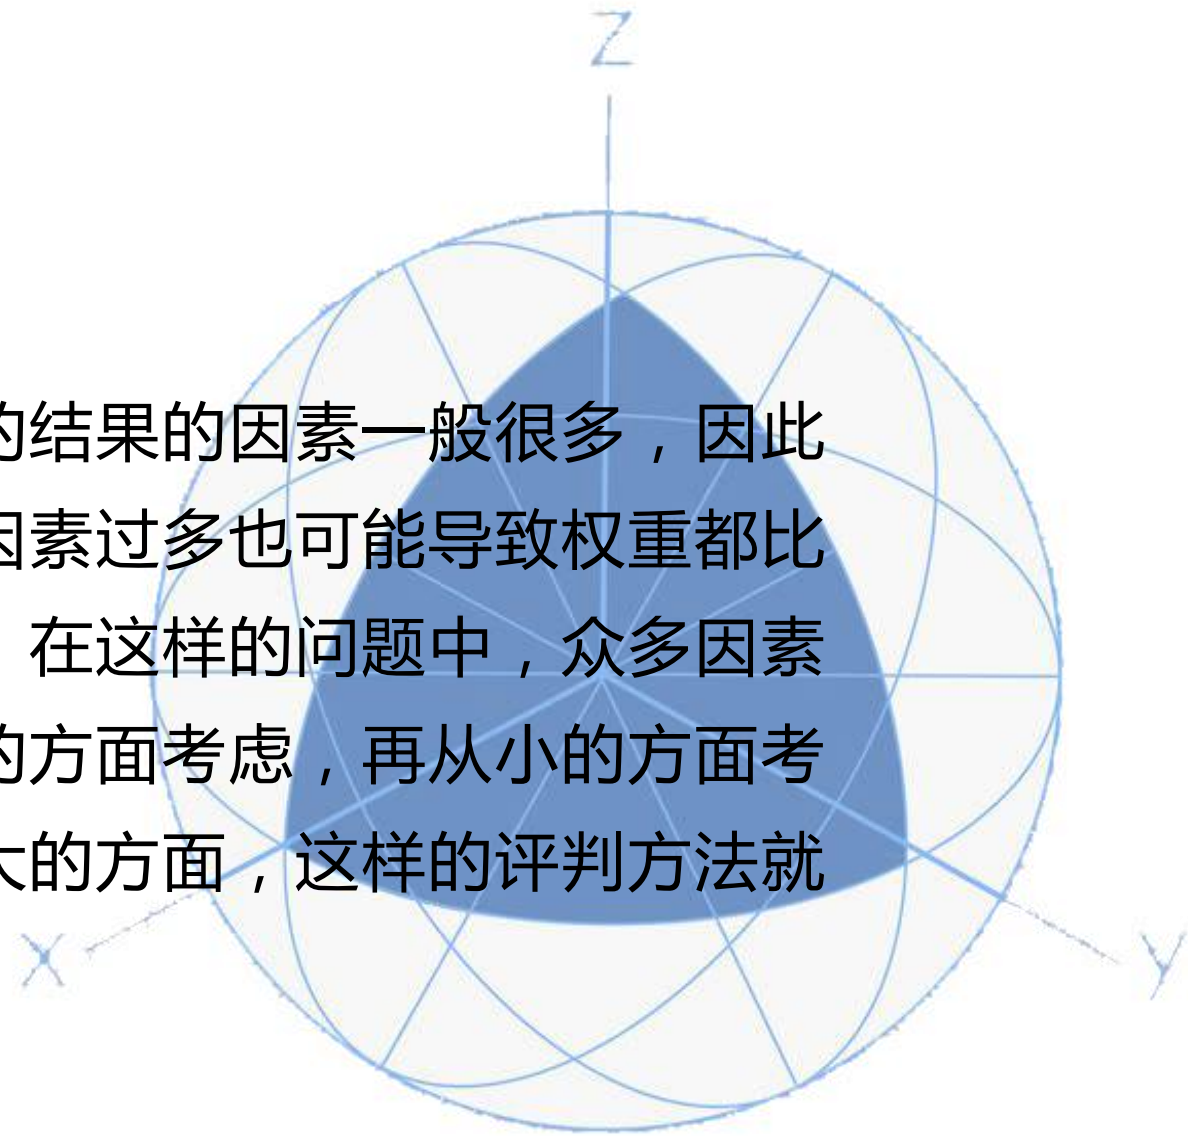 Z
的结果的因素一般很多，因此
因素过多也可能导致权重都比
在这样的问题中，众多因素
的方面考虑，再从小的方面考
大的方面，这样的评判方法就
X
y